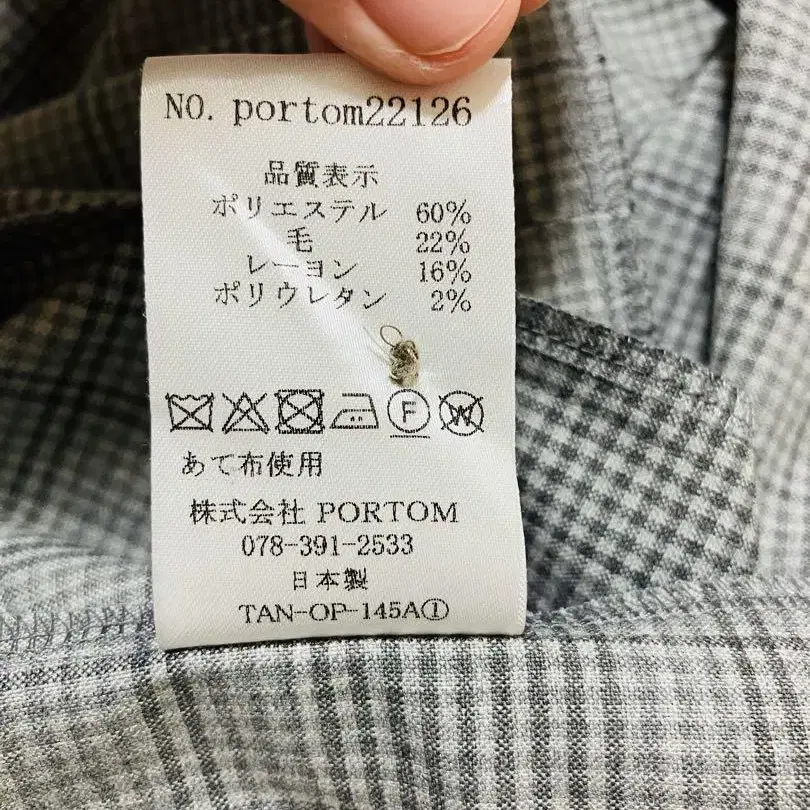 NO. portom22126
品質表示
ポリエステル 60%
毛 22%
レーヨン 16%
ポリウレタン 2%
F W
あて布使用
株式会社 PORTOM
078-391-2533
日本製
TAN-OP-145A①